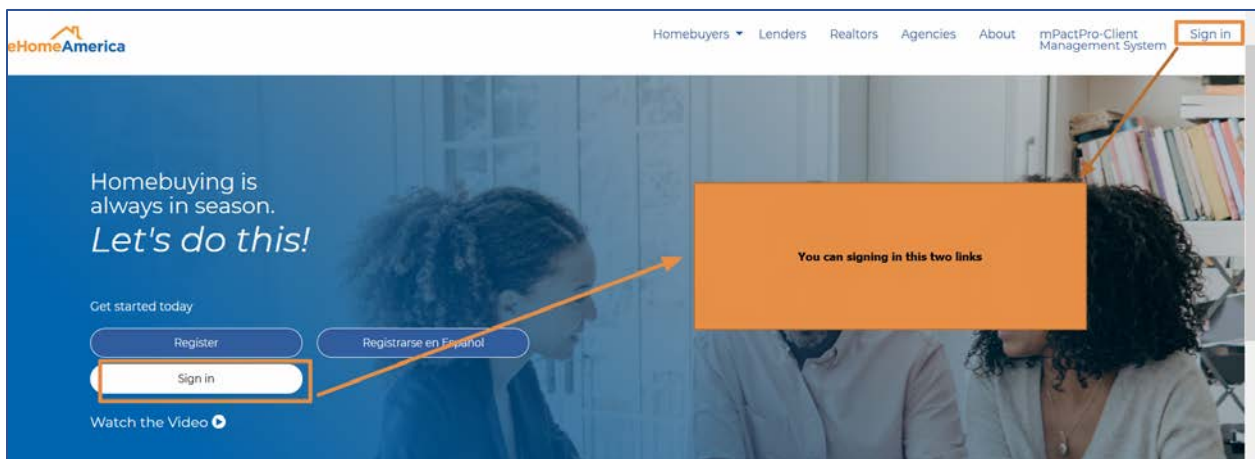 eHomeAmerica
Homebuyers Lenders Realtors Agencies About mPactPro-Client Management System Sign in
Homebuying is
always in season.
Let's do this!
You can signing in this two links
Get started today
Register Registrarse en Español
Sign in
Watch the Video